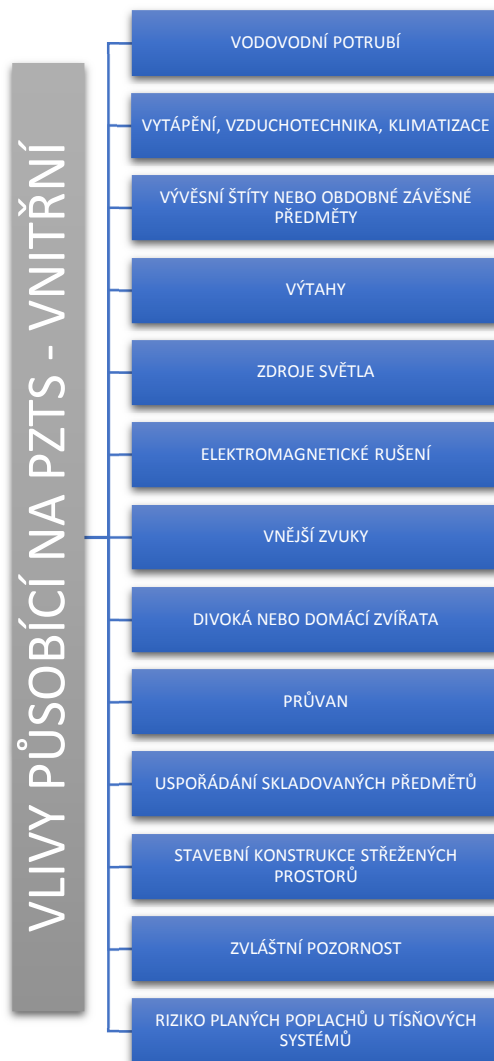 VLIVY PŮSOBÍCÍ NA PZTS - VNITŘNÍ
VODOVODNÍ POTRUBÍ
VYTÁPĚNÍ, VZDUCHOTECHNIKA, KLIMATIZACE
VÝVĚSNÍ ŠTÍTY NEBO OBDOBNÉ ZÁVĚSNÉ
PŘEDMĚTY
VÝTAHY
ZDROJE SVĚTLA
ELEKTROMAGNETICKÉ RUŠENÍ
VNĚJŠÍ ZVUKY
DIVOKÁ NEBO DOMÁCÍ ZVÍŘATA
PRŮVAN
USPOŘÁDÁNÍ SKLADOVANÝCH PŘEDMĚTŮ
STAVEBNÍ KONSTRUKCE STŘEŽENÝCH
PROSTORŮ
ZVLÁŠTNÍ POZORNOST
RIZIKO PLANÝCH POPLACHŮ U TÍSŇOVÝCH
SYSTÉMŮ